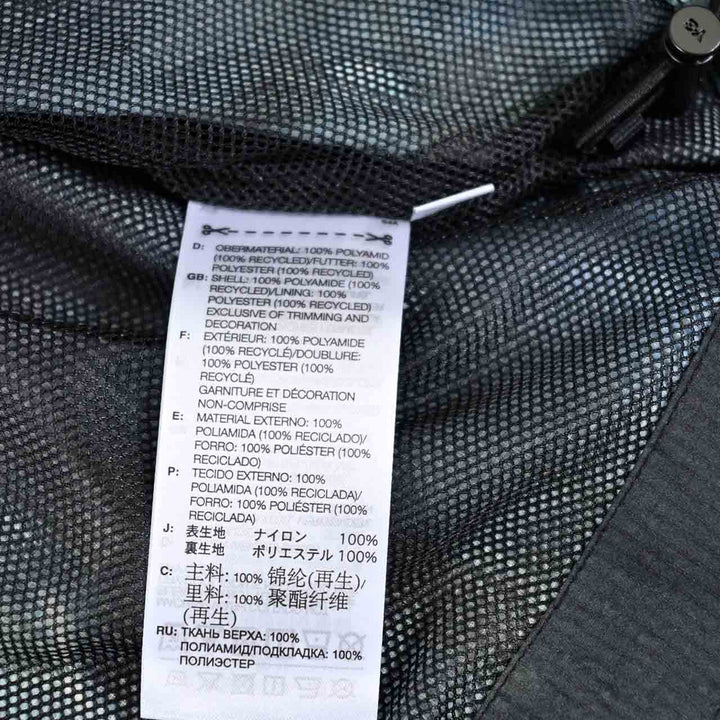 D: OBERMATERIAL: 100% POLYAMID
(100% RECYCLED)/FUTTER: 100%
POLYESTER (100% RECYCLED)
GB: SHELL: 100% POLYAMIDE (100%
RECYCLED)/LINING: 100%
POLYESTER (100% RECYCLED)
EXCLUSIVE OF TRIMMING AND
DECORATION
F: EXTÉRIEUR: 100% POLYAMIDE
(100% RECYCLÉ)/DOUBLURE:
100% POLYESTER (100%
RECYCLÉ)
GARNITURE ET DÉCORATION
NON-COMPRISE
E: MATERIAL EXTERNO: 100%
POLIAMIDA (100% RECICLADO)/
FORRO: 100% POLIÉSTER (100%
RECICLADO)
P: TECIDO EXTERNO: 100%
POLIAMIDA (100% RECICLADA)/
FORRO: 100% POLIÉSTER (100%
RECICLADA)
J: 表生地 ナイロン 100%
裏生地 ポリエステル 100%
C: 主料: 100% 锦纶(再生)/
里料: 100% 聚酯纤维
(再生)
RU: ТКАНЬ ВЕРХА: 100%
ПОЛИАМИД/ПОДКЛАДКА: 100%
ПОЛИЭСТЕР